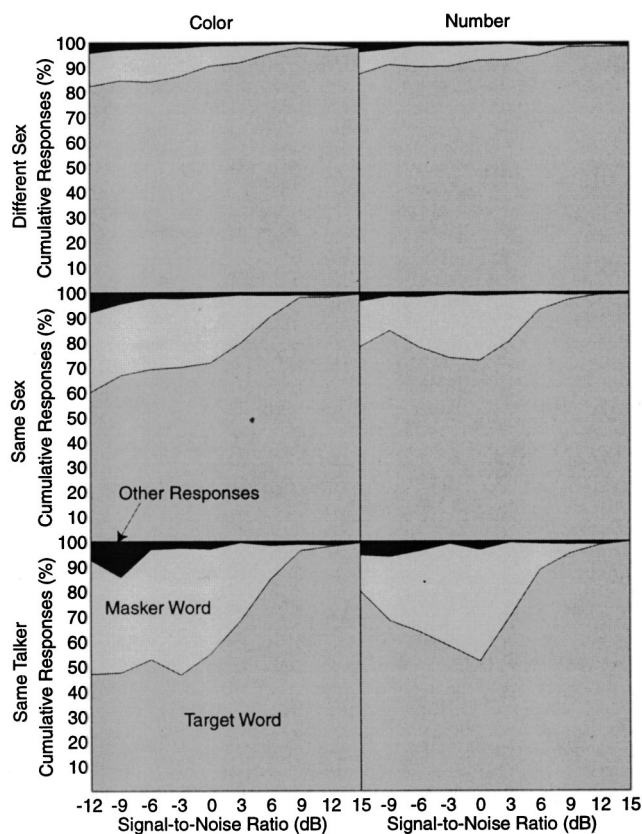 Color Number
Different Sex
Cumulative Responses (%)
100
90
80
70
60
50
40
30
20
10
Same Sex
Cumulative Responses (%)
100
90
80
70
60
50
40
30
20
10
Other Responses
Same Talker
Cumulative Responses (%)
100
90
80
70
60
50
40
30
20
10
Masker Word
Target Word
-12 -9 -6 -3 0 3 6 9 12 15 -9 -6 -3 0 3 6 9 12 15
Signal-to-Noise Ratio (dB) Signal-to-Noise Ratio (dB)